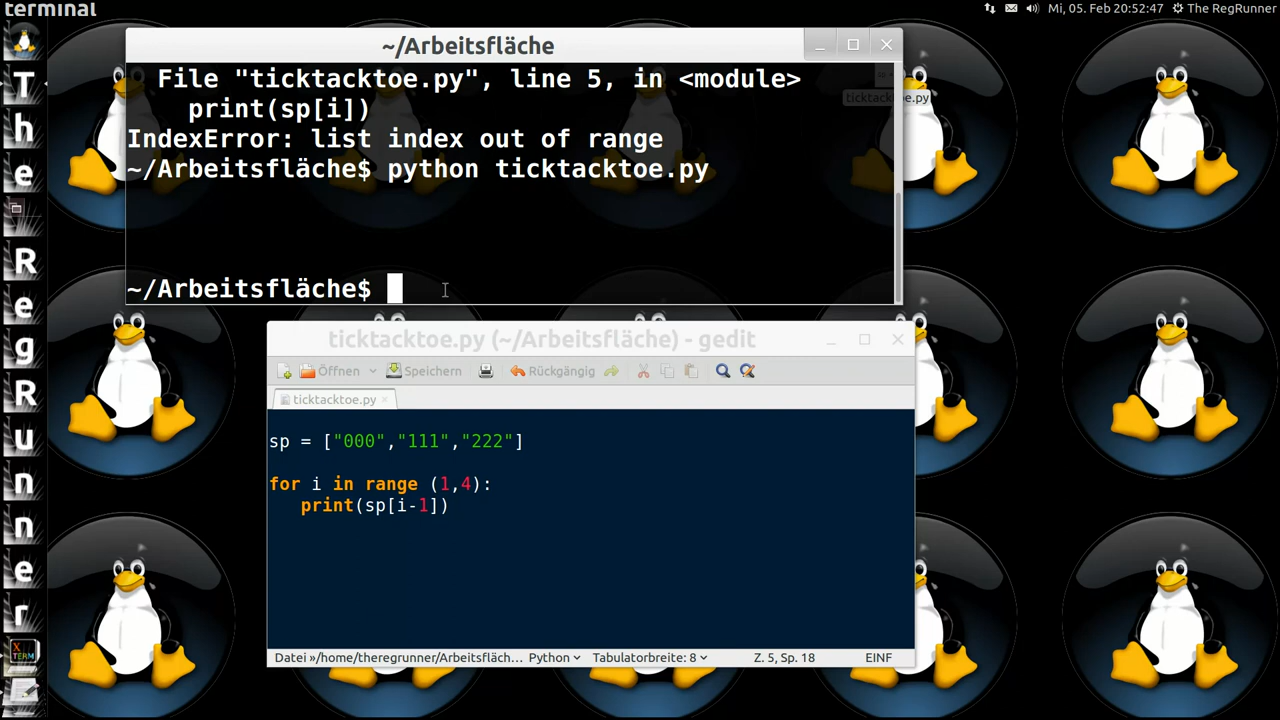 terminal
Mi, 05. Feb 20:52:47 The RegRunner
~/Arbeitsfläche
File "ticktacktoe.py", line 5, in <module>
print(sp[i])
IndexError: list index out of range
~/Arbeitsfläche$ python ticktacktoe.py
~/Arbeitsfläche$
ticktacktoe.py
ticktacktoe.py (~/Arbeitsfläche) - gedit
Öffnen Speichern Rückgängig
ticktacktoe.py
sp = ["000","111","222"]
for i in range (1,4):
print(sp[i-1])
Datei »/home/theregrunner/Arbeitsfläch... Python Tabulatorbreite: 8 Z. 5, Sp. 18 EINF
T
h
e
R
e
g
R
u
n
n
e
r
X
TERM